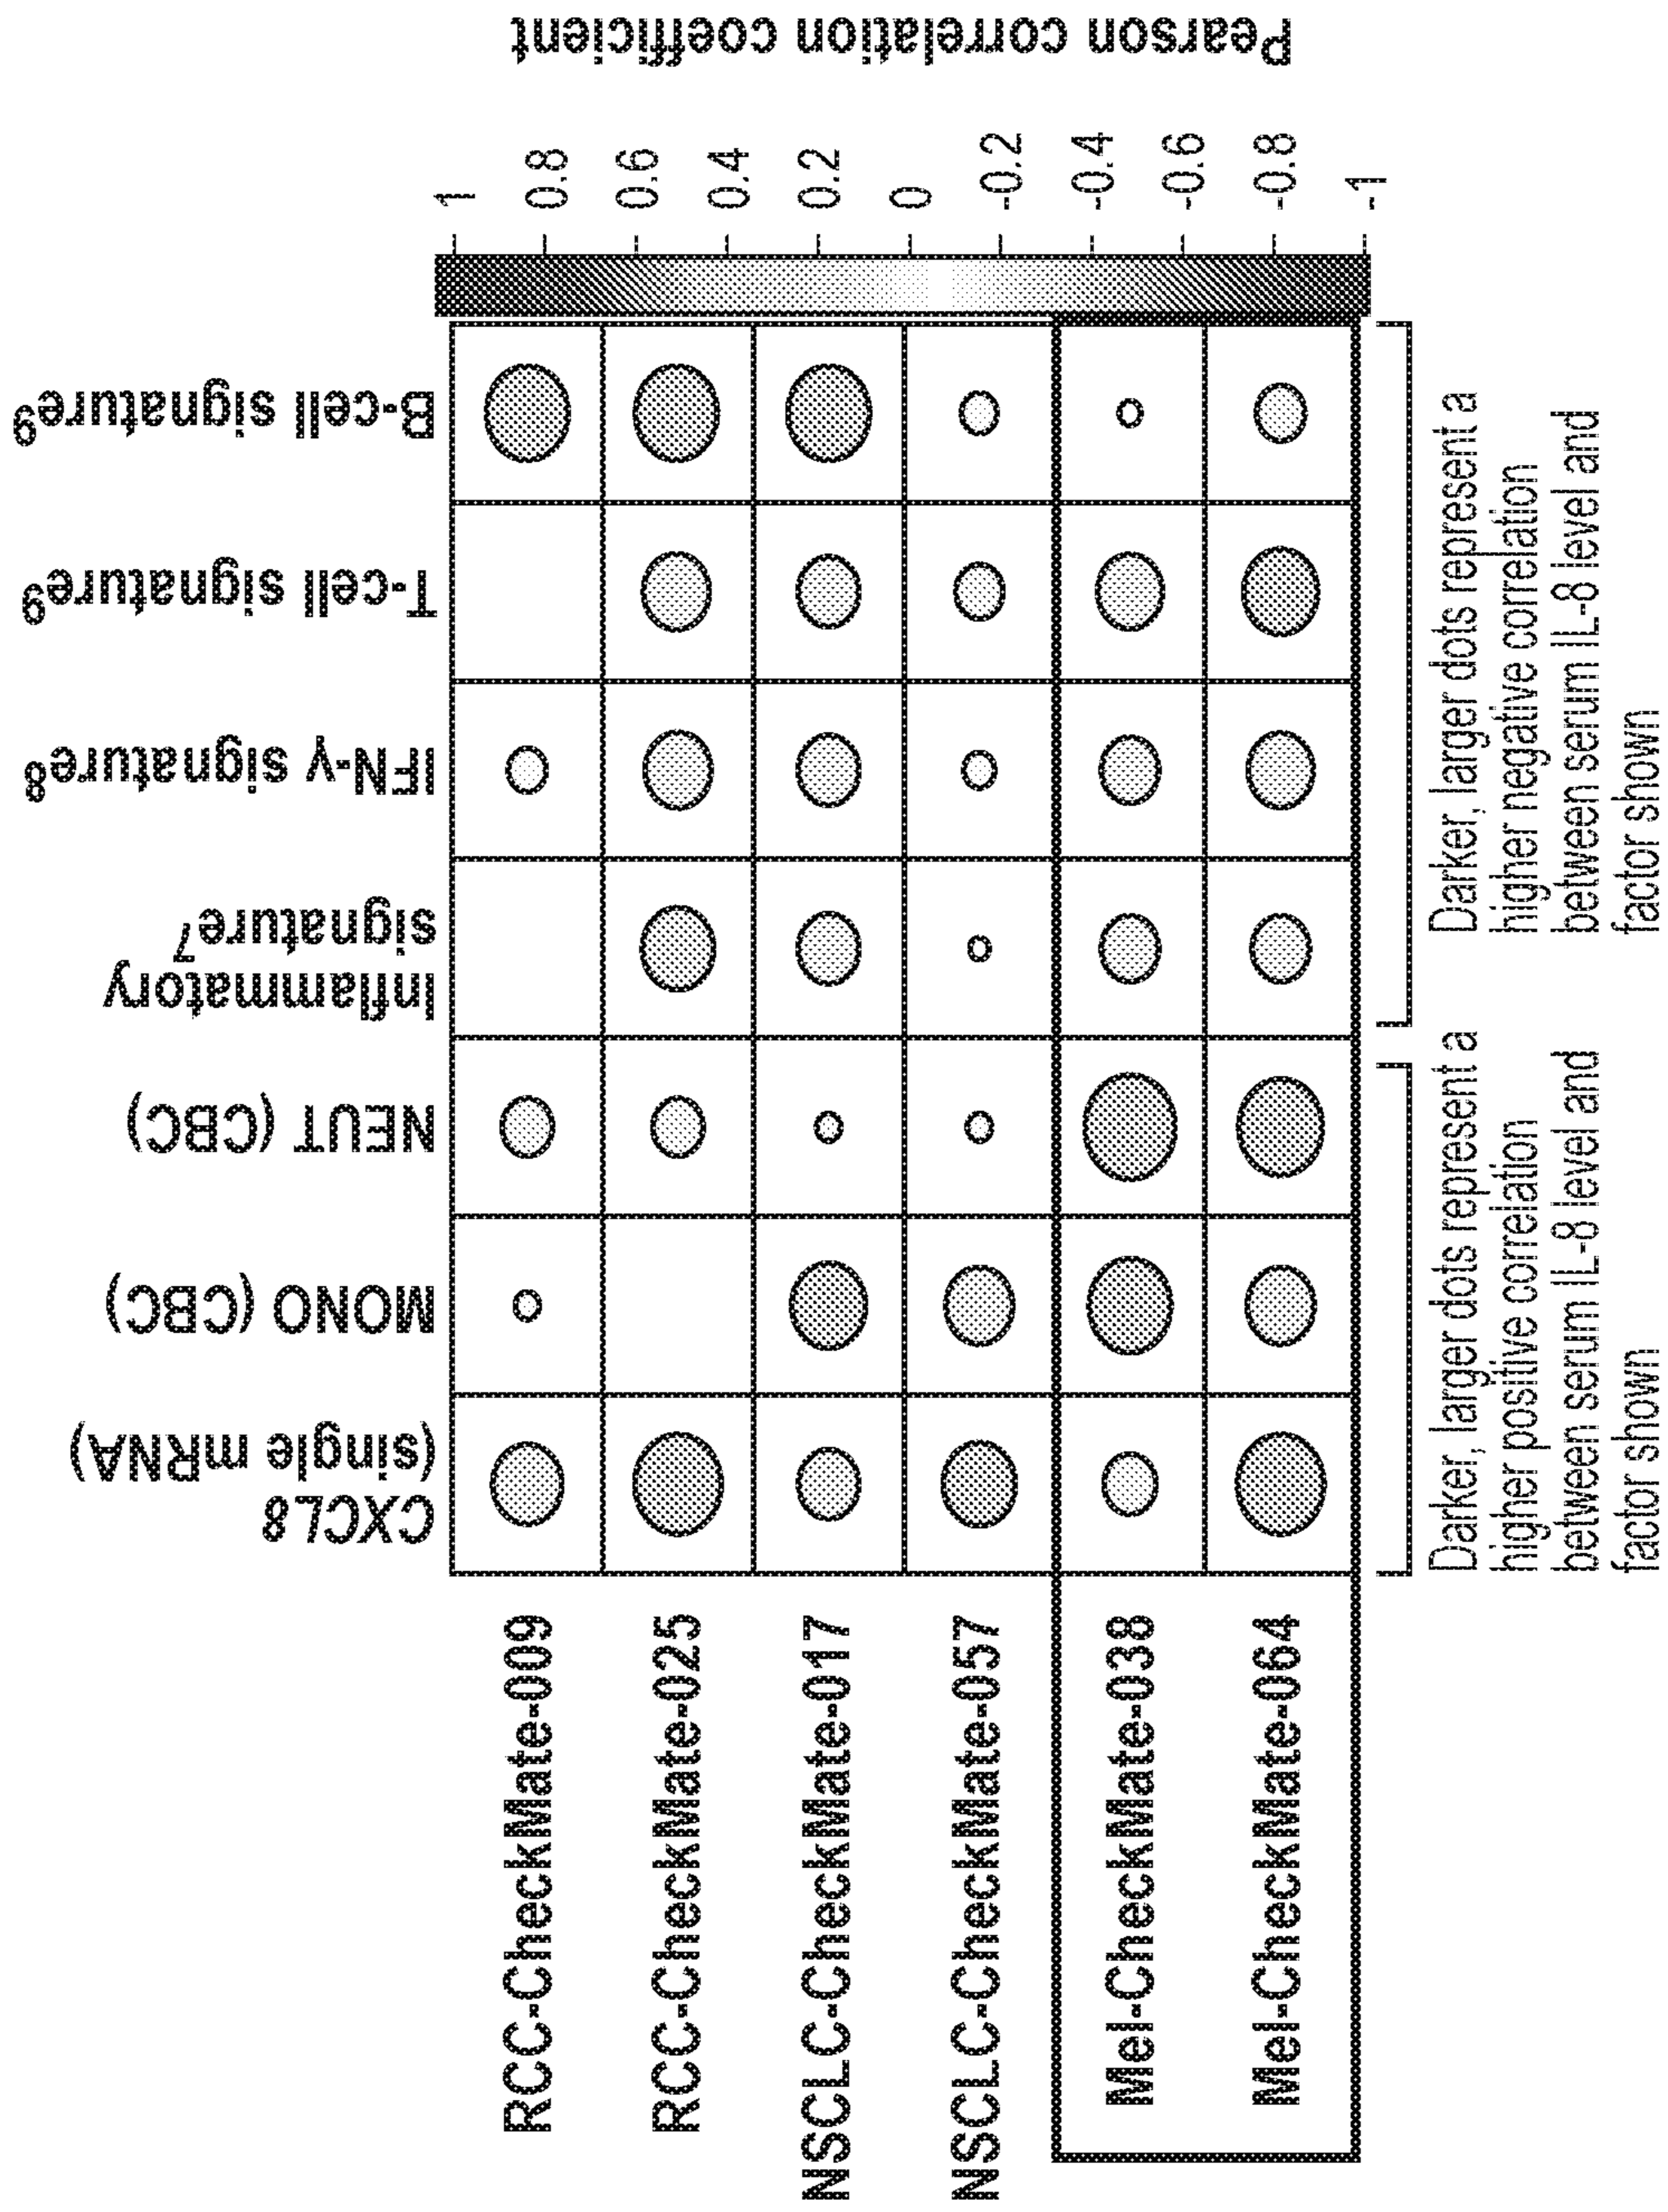 CXCL8
(single mRNA)
MONO (CBC)
NEUT (CBC)
Inflammatory
signature7
IFN-γ signature8
T-cell signature9
B-cell signature9
RCC-CheckMate-009
RCC-CheckMate-025
NSCLC-CheckMate-017
NSCLC-CheckMate-057
Mel-CheckMate-038
Mel-CheckMate-064
1
0.8
0.6
0.4
0.2
0
-0.2
-0.4
-0.6
-0.8
-1
Pearson correlation coefficient
Darker, larger dots represent a
higher positive correlation
between serum IL-8 level and
factor shown
Darker, larger dots represent a
higher negative correlation
between serum IL-8 level and
factor shown